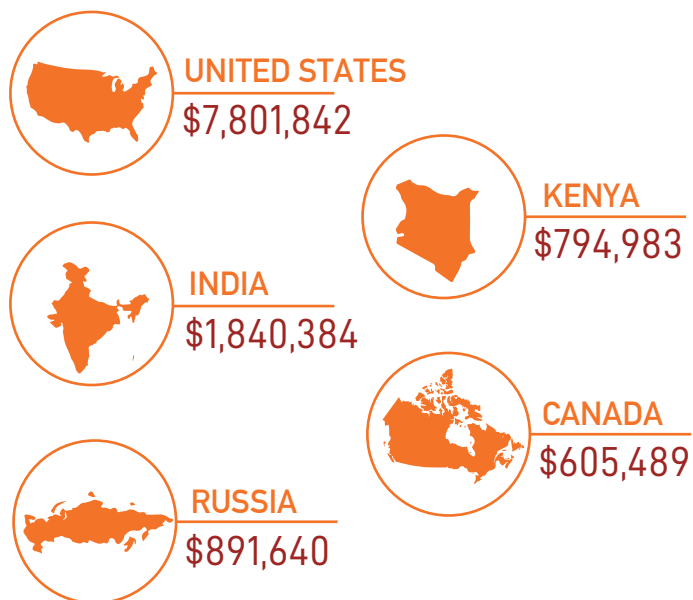 UNITED STATES
$7,801,842
KENYA
$794,983
INDIA
$1,840,384
CANADA
$605,489
RUSSIA
$891,640